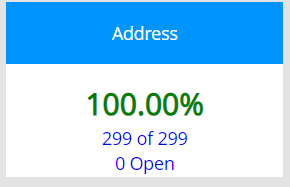 Address
100.00%
299 of 299
0 Open